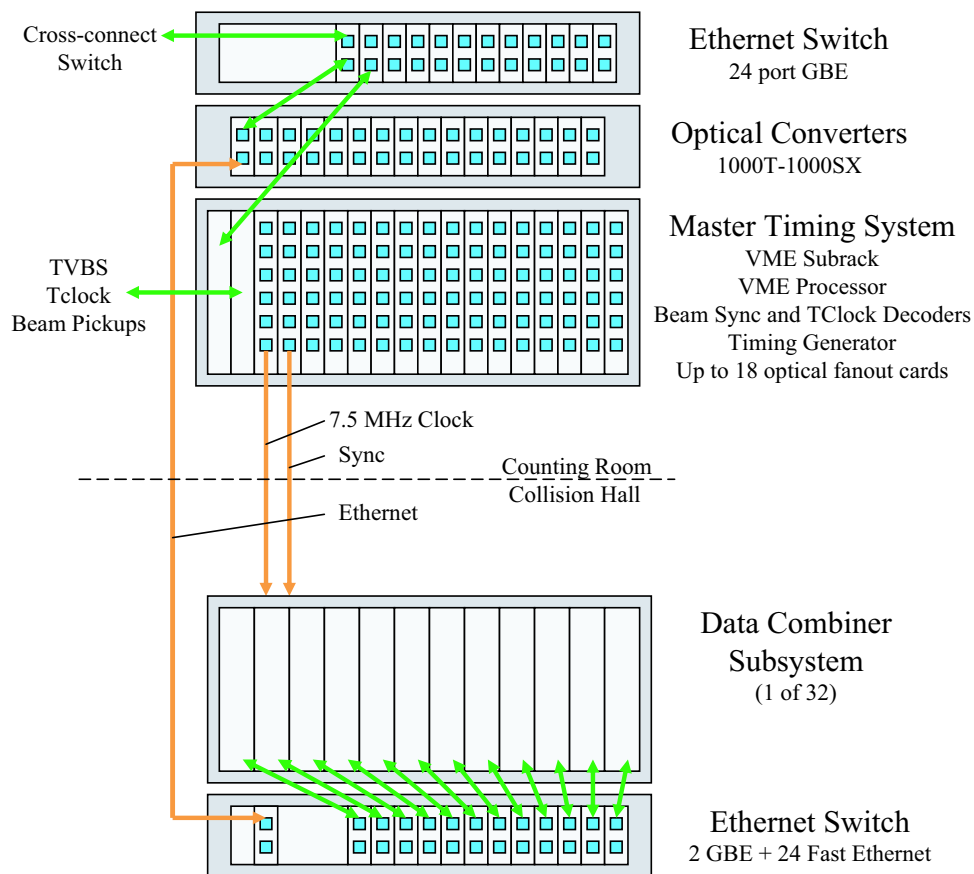 Cross-connect
Switch
Ethernet Switch
24 port GBE
Optical Converters
1000T-1000SX
Master Timing System
VME Subrack
VME Processor
Beam Sync and TClock Decoders
Timing Generator
Up to 18 optical fanout cards
TVBS
Tclock
Beam Pickups
7.5 MHz Clock
Sync
Counting Room
Collision Hall
Ethernet
Data Combiner
Subsystem
(1 of 32)
Ethernet Switch
2 GBE + 24 Fast Ethernet